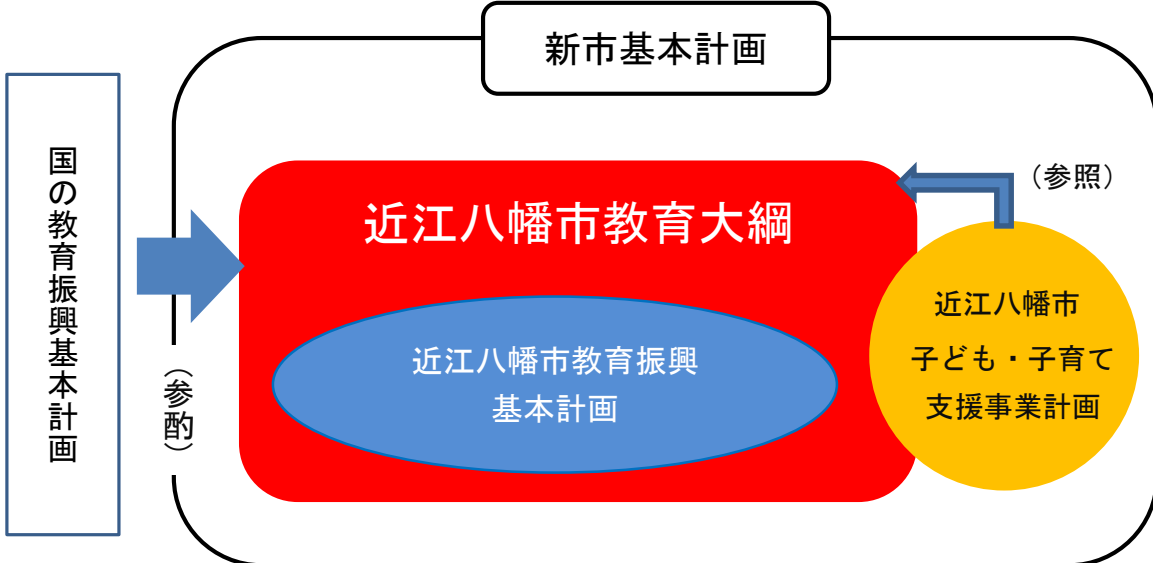 新市基本計画
国の教育振興基本計画
（参酌）
近江八幡市教育大綱
近江八幡市教育振興
基本計画
（参照）
近江八幡市
子ども・子育て
支援事業計画